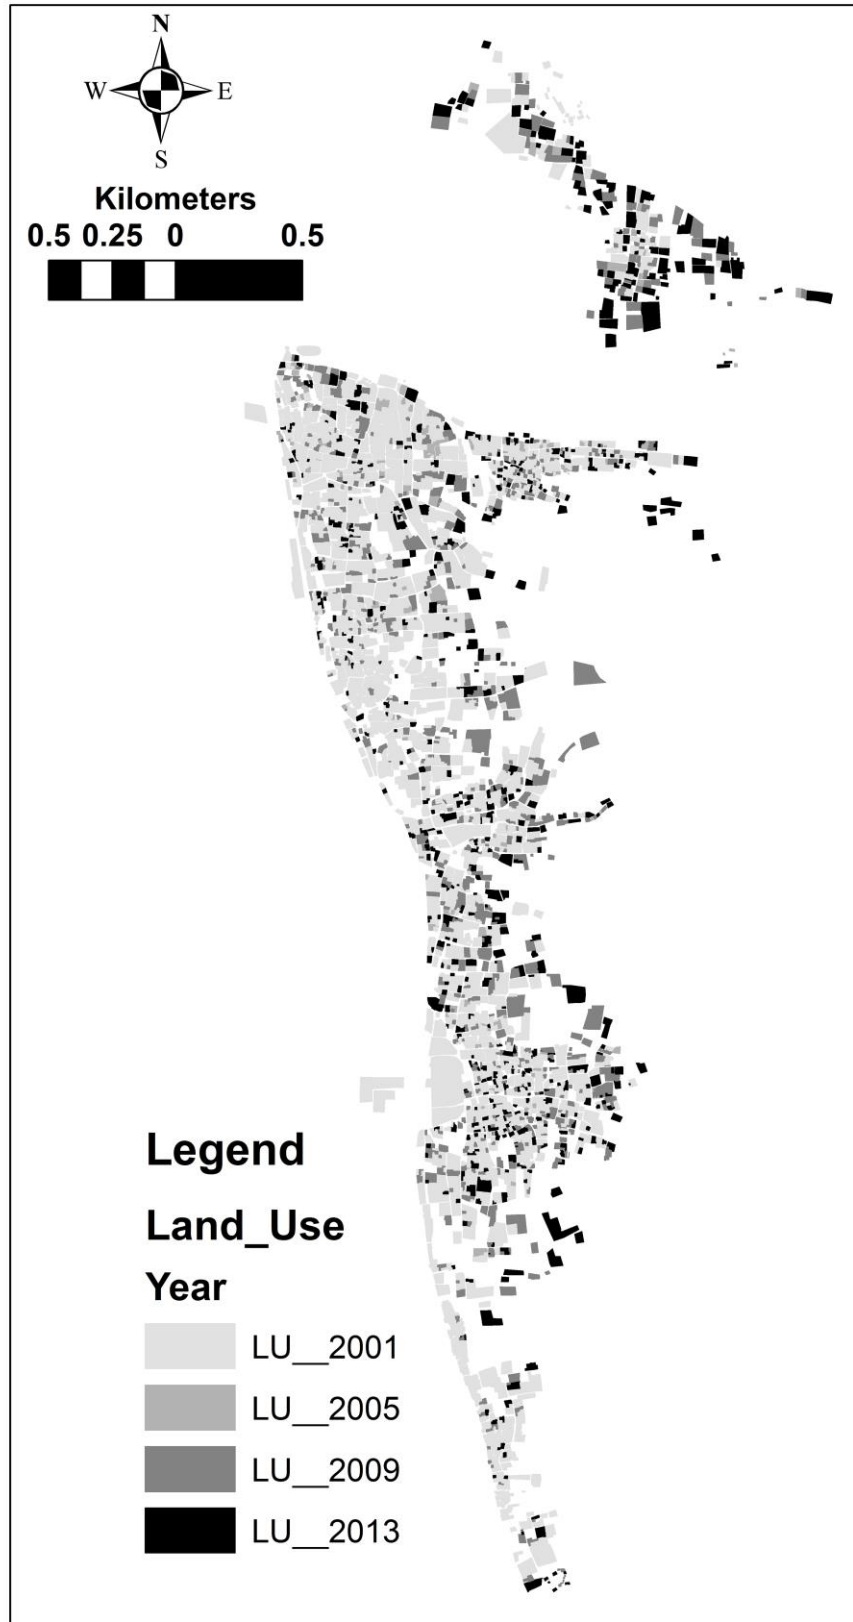 N
W E
S
Kilometers
0.5 0.25 0 0.5
Legend
Land_Use
Year
LU__2001
LU__2005
LU__2009
LU__2013